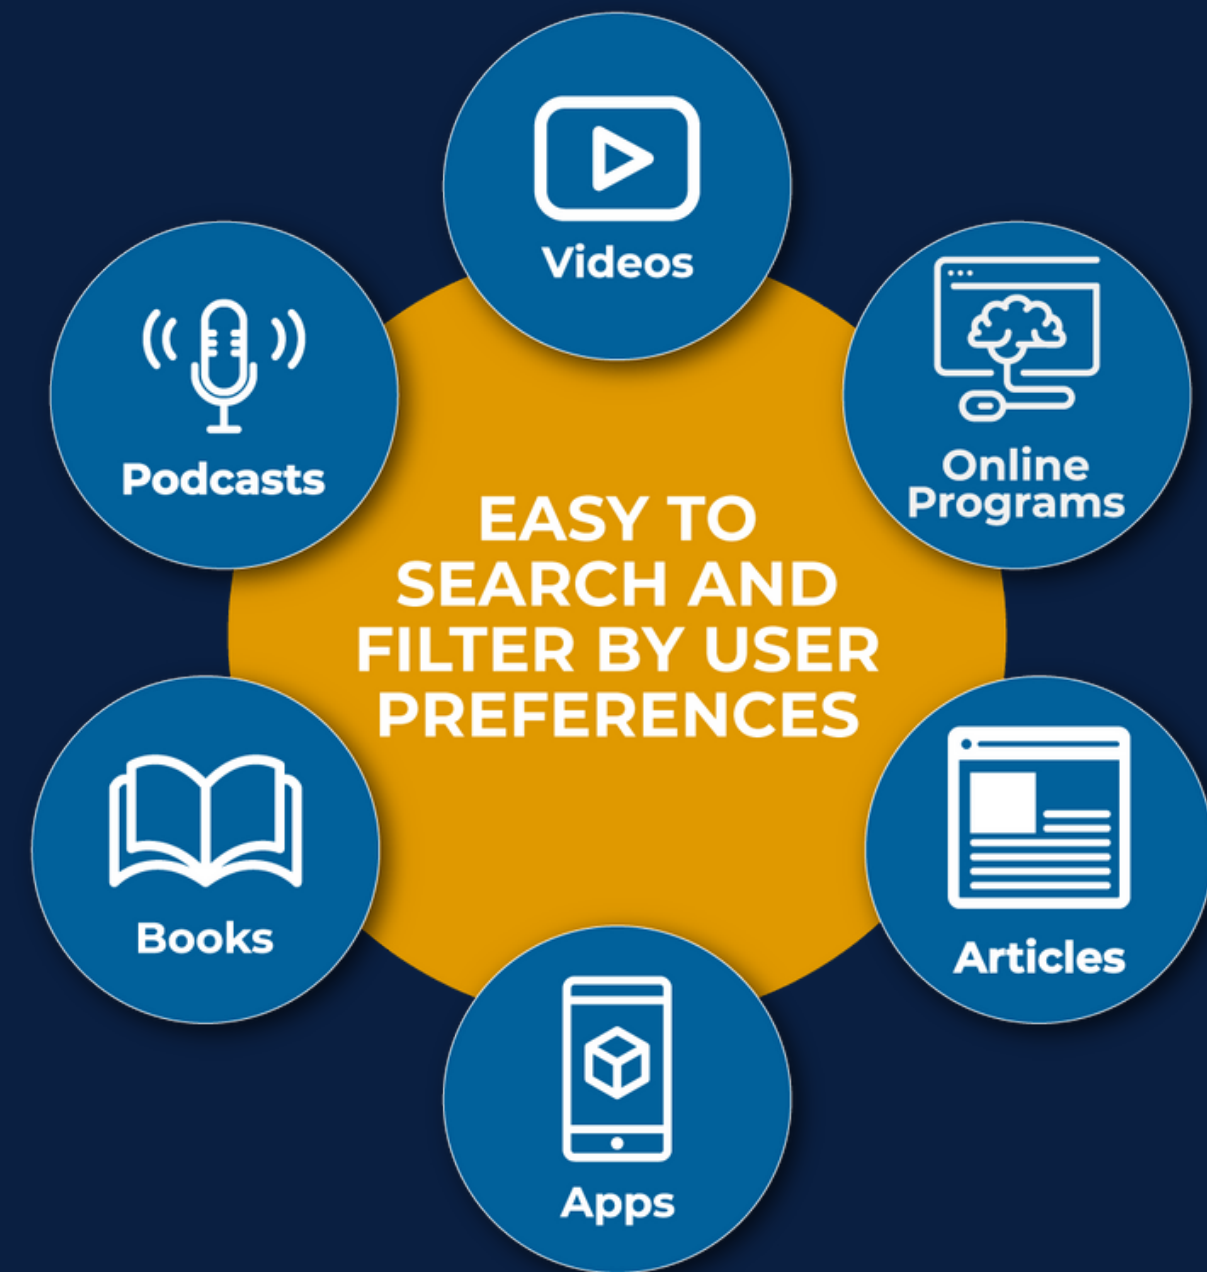 Videos
Podcasts
Online
Programs
EASY TO
SEARCH AND
FILTER BY USER
PREFERENCES
Books
Articles
Apps